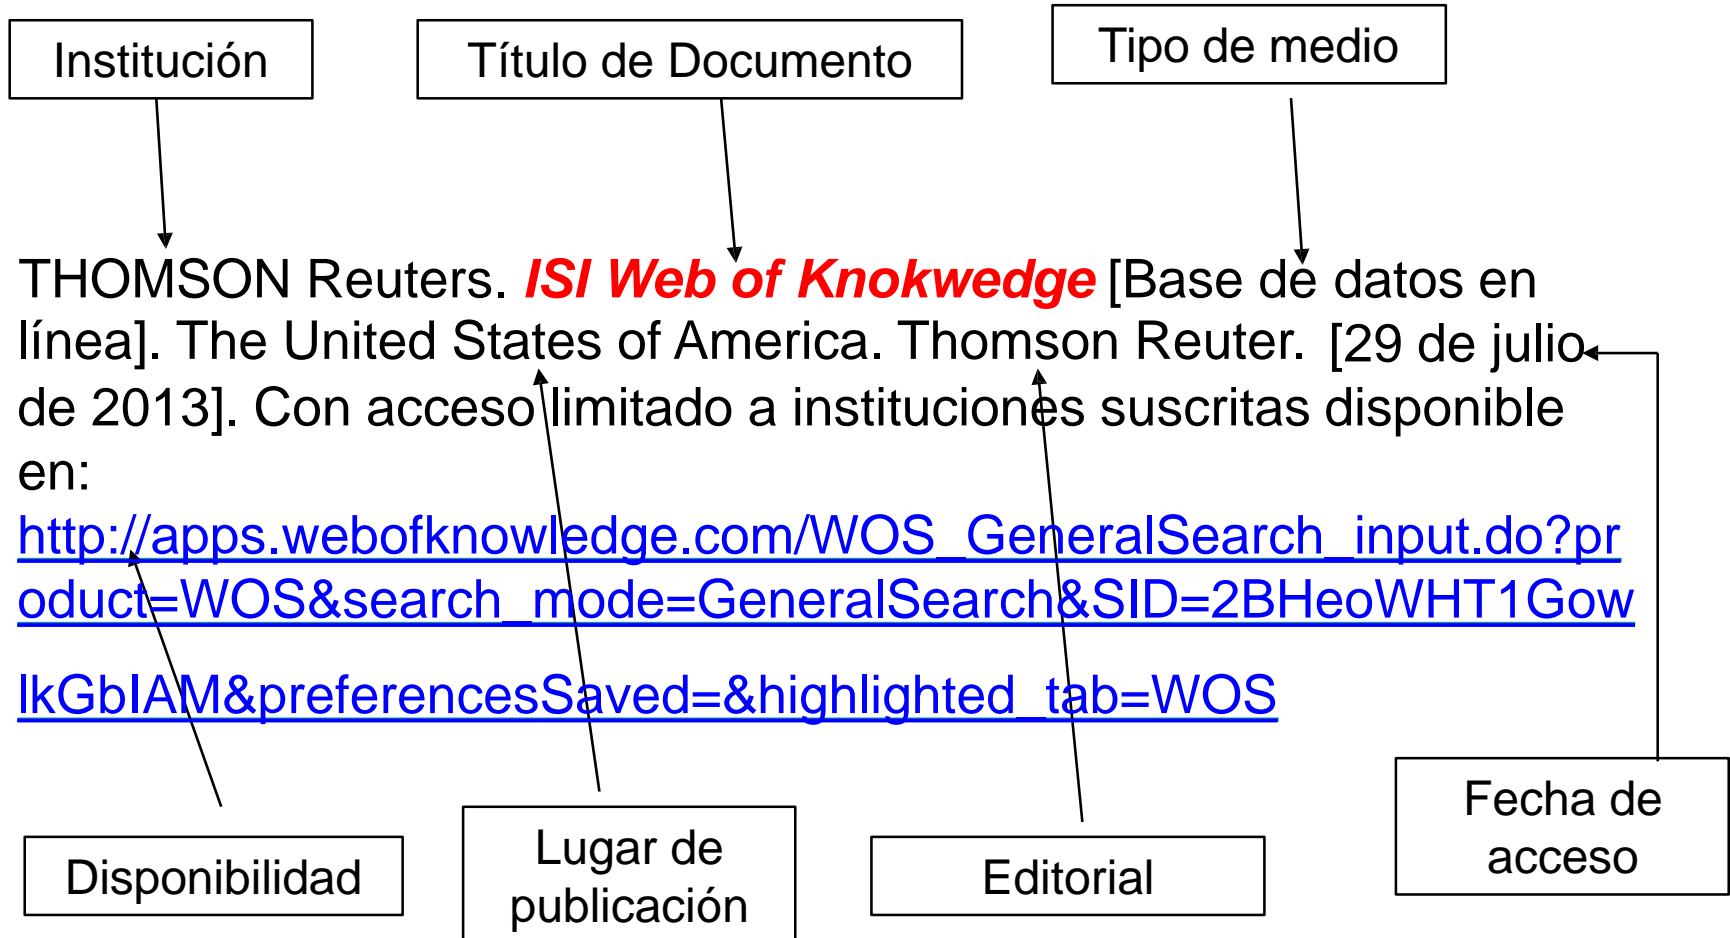 Institución
Título de Documento
Tipo de medio
THOMSON Reuters. ISI Web of Knokwedge [Base de datos en
línea]. The United States of America. Thomson Reuter. [29 de julio
de 2013]. Con acceso limitado a instituciones suscritas disponible
en:
http://apps.webofknowledge.com/WOS_GeneralSearch_input.do?pr
oduct=WOS&search_mode=GeneralSearch&SID=2BHeoWHT1Gow
lkGbIAM&preferencesSaved=&highlighted_tab=WOS
Disponibilidad
Lugar de
publicación
Editorial
Fecha de
acceso